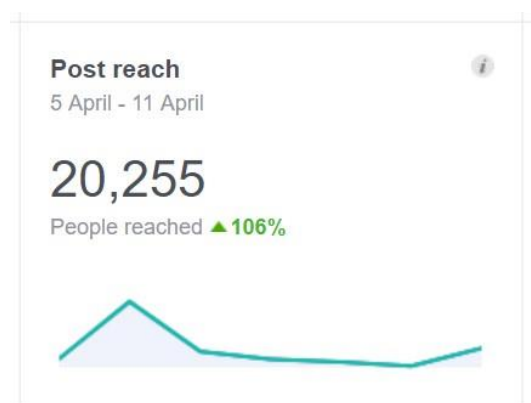 Post reach
i
5 April - 11 April
20,255
People reached ▲106%